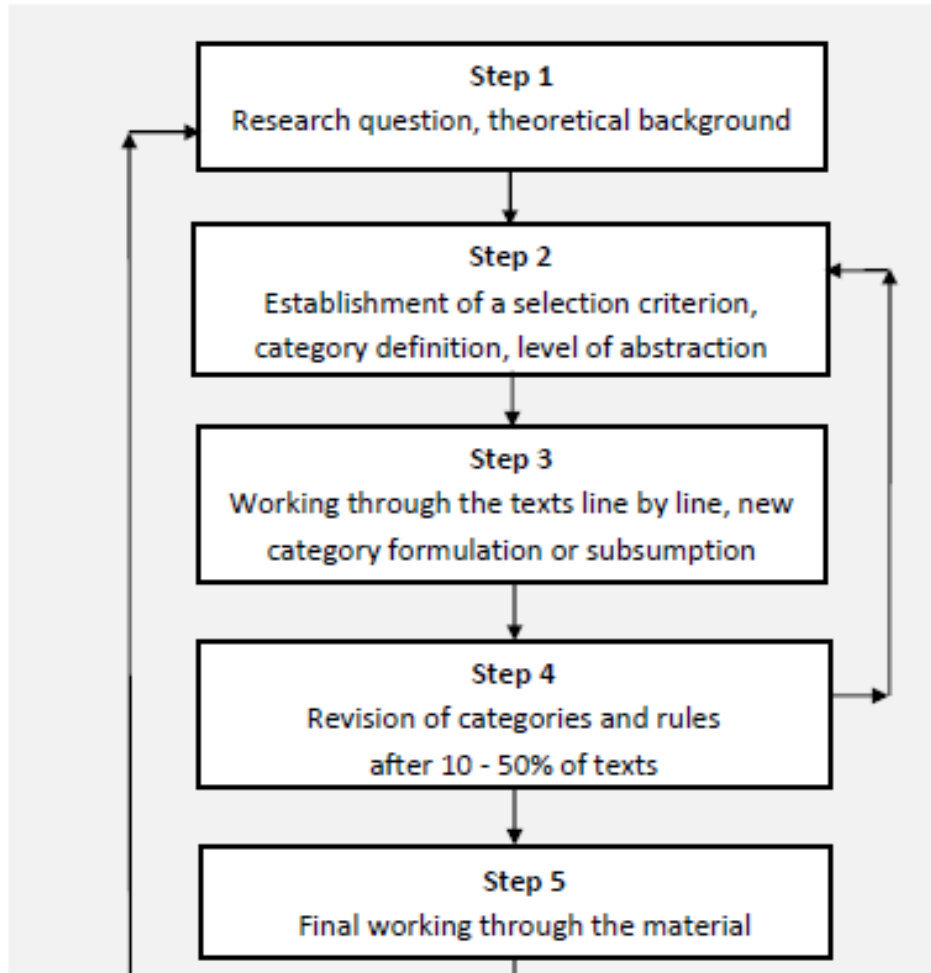 Step 1
Research question, theoretical background
Step 2
Establishment of a selection criterion,
category definition, level of abstraction
Step 3
Working through the texts line by line, new
category formulation or subsumption
Step 4
Revision of categories and rules
after 10 - 50% of texts
Step 5
Final working through the material